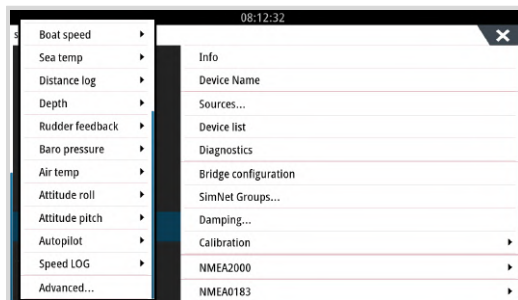 08:12:32
s
Boat speed
Sea temp
Distance log
Depth
Rudder feedback
Baro pressure
Air temp
Attitude roll
Attitude pitch
Autopilot
Speed LOG
Advanced...
Info
Device Name
Sources...
Device list
Diagnostics
Bridge configuration
SimNet Groups...
Damping...
Calibration
NMEA2000
NMEA0183